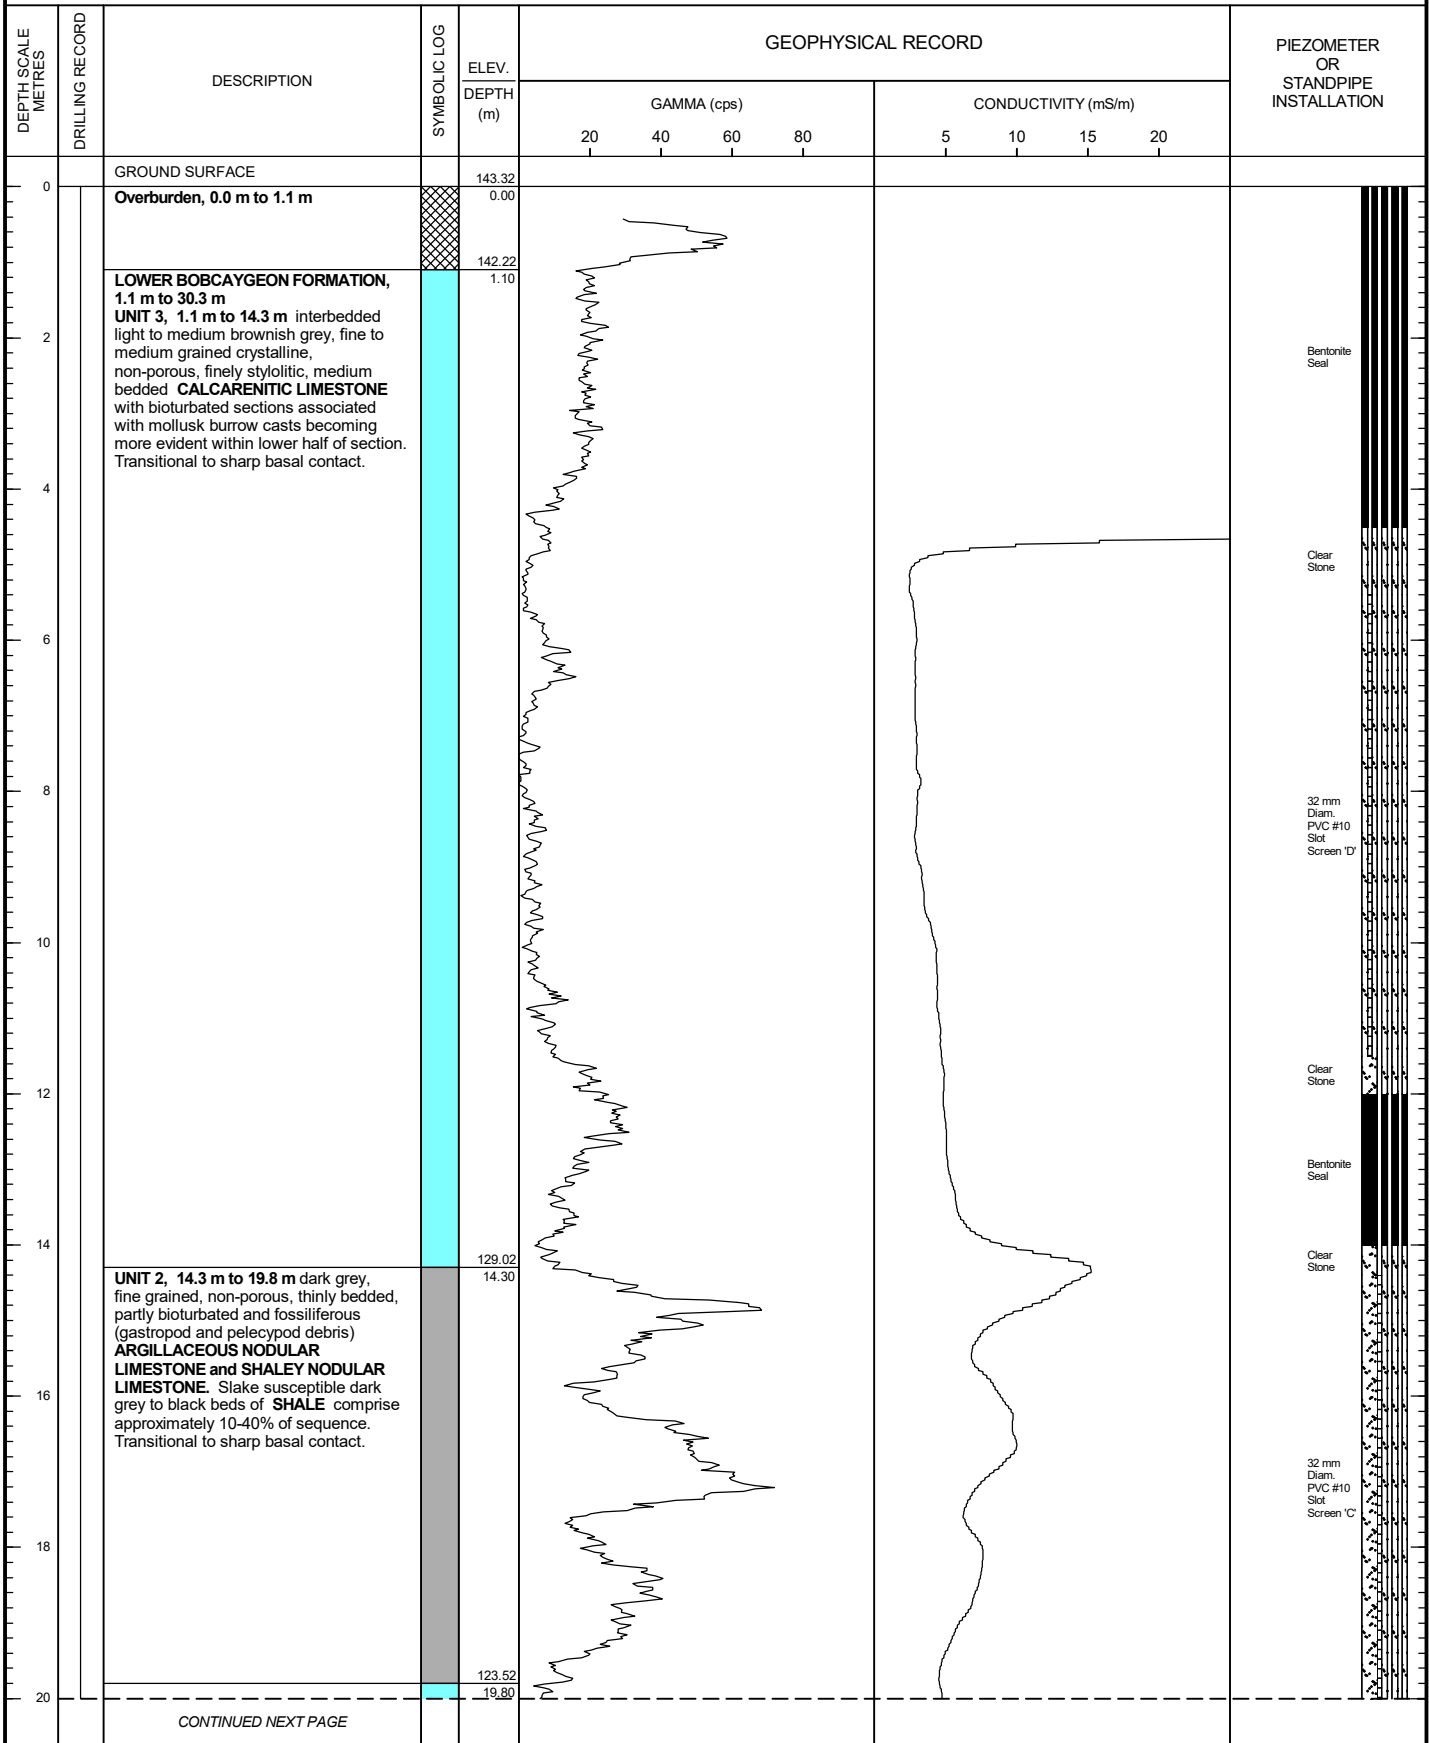 DEPTH SCALE
METRES
DRILLING RECORD
DESCRIPTION
SYMBOLIC LOG
ELEV.
DEPTH
(m)
GEOPHYSICAL RECORD
GAMMA (cps)
20 40 60 80
CONDUCTIVITY (mS/m)
5 10 15 20
PIEZOMETER
OR
STANDPIPE
INSTALLATION
GROUND SURFACE
143.32
0
Overburden, 0.0 m to 1.1 m
0.00
142.22
LOWER BOBCAYGEON FORMATION,
1.10
1.1 m to 30.3 m
UNIT 3, 1.1 m to 14.3 m interbedded
light to medium brownish grey, fine to
2
medium grained crystalline,
non-porous, finely stylolitic, medium
bedded CALCARENITIC LIMESTONE
with bioturbated sections associated
with mollusk burrow casts becoming
more evident within lower half of section.
Transitional to sharp basal contact.
Bentonite
Seal
4
Clear
Stone
6
8
32 mm
Diam.
PVC #10
Slot
Screen 'D'
10
Clear
Stone
12
Bentonite
Seal
14
129.02
Clear
Stone
14.30
UNIT 2, 14.3 m to 19.8 m dark grey,
fine grained, non-porous, thinly bedded,
partly bioturbated and fossiliferous
(gastropod and pelecypod debris)
ARGILLACEOUS NODULAR
LIMESTONE and SHALEY NODULAR
LIMESTONE. Slake susceptible dark
grey to black beds of SHALE comprise
approximately 10-40% of sequence.
Transitional to sharp basal contact.
16
32 mm
Diam.
PVC #10
Slot
Screen 'C'
18
123.52
19.80
20
CONTINUED NEXT PAGE